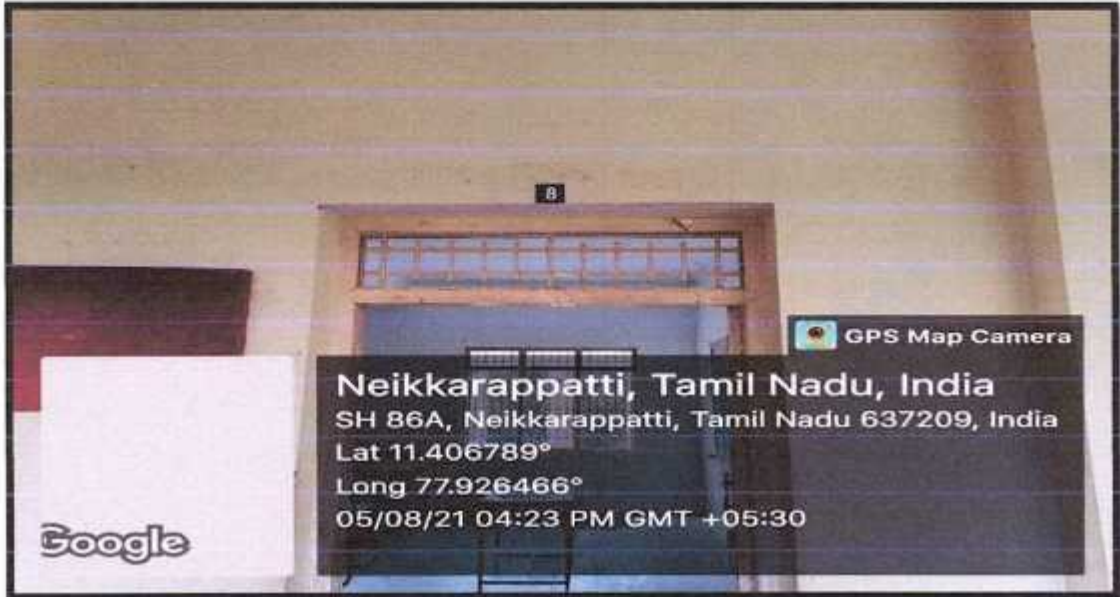 8
GPS Map Camera
Neikkarappatti, Tamil Nadu, India
SH 86A, Neikkarappatti, Tamil Nadu 637209, India
Lat 11.406789°
Long 77.926466°
05/08/21 04:23 PM GMT +05:30
Google